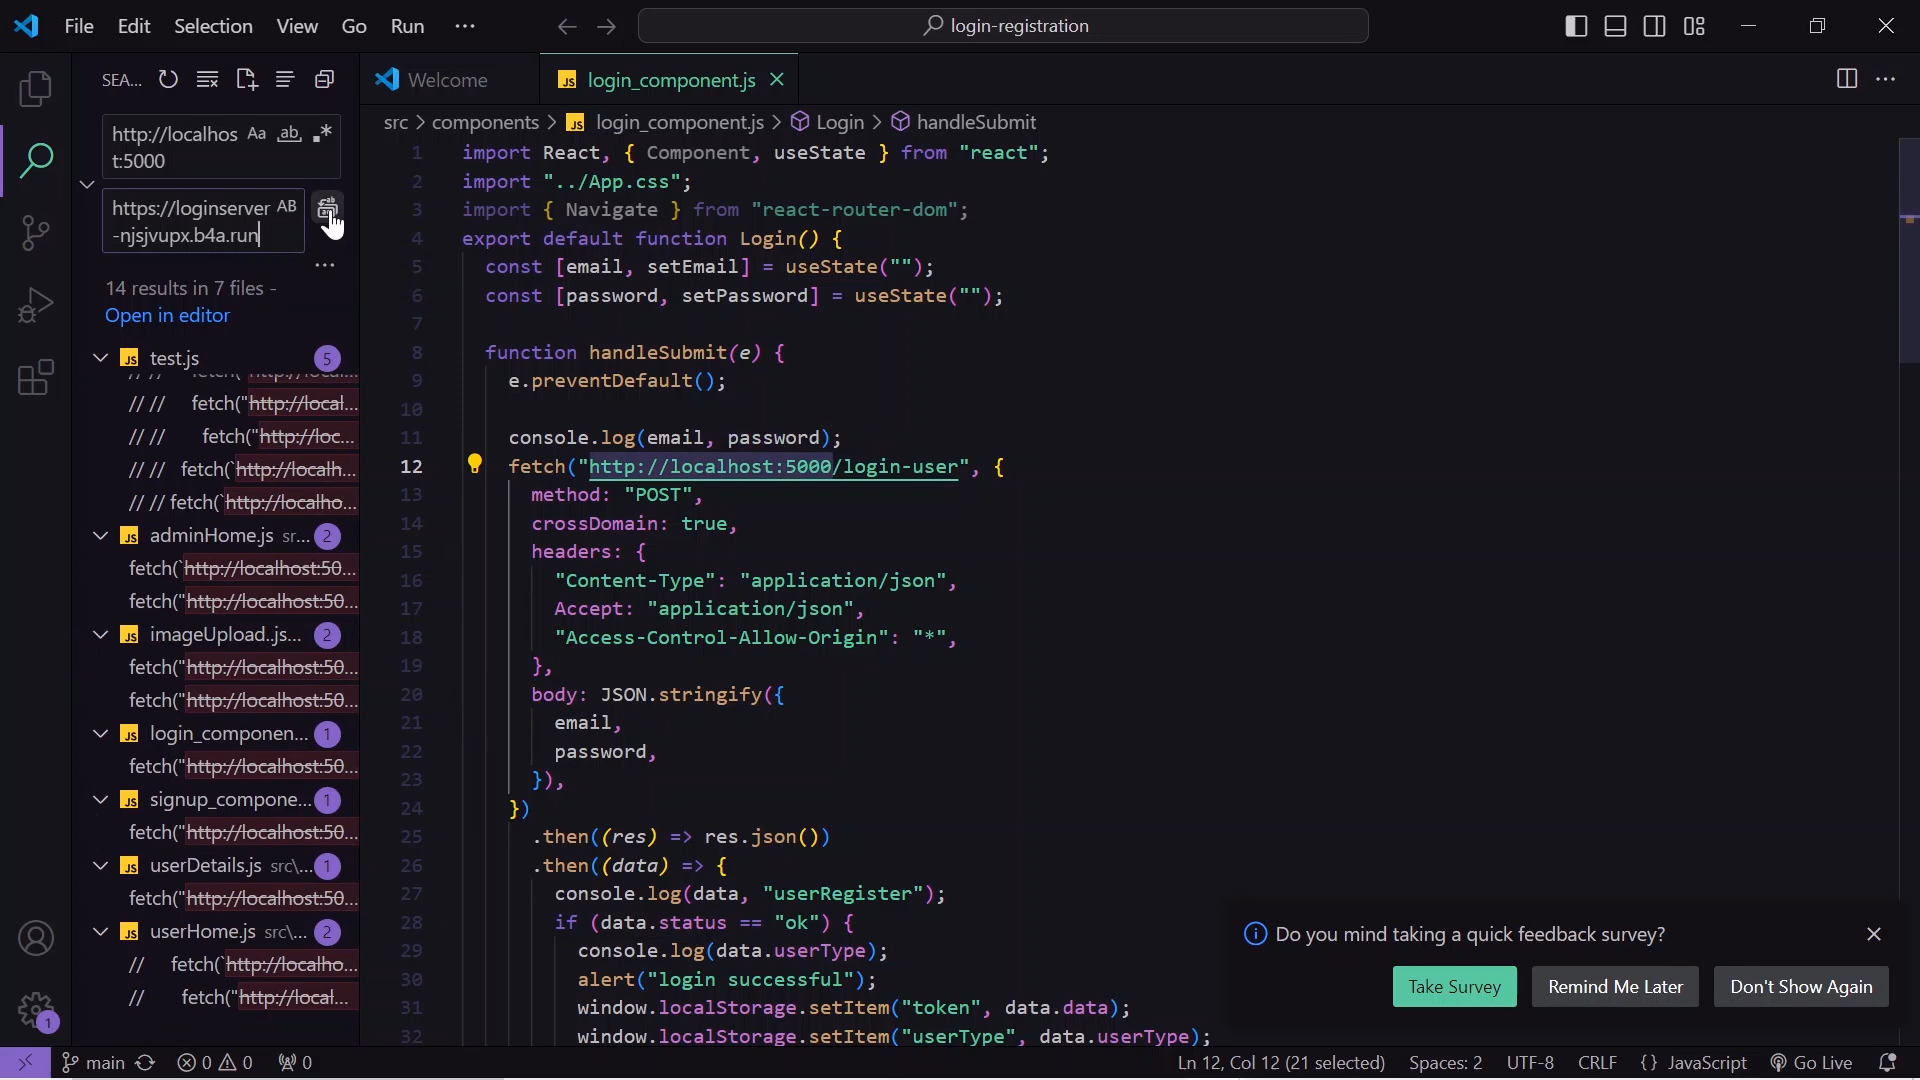 File Edit Selection View Go Run ···
login-registration
SEA...
Welcome
login_component.js
src > components > login_component.js > Login > handleSubmit
http://localhos Aa ab .*
t:5000
https://loginserver AB
-njsjvupx.b4a.run
···
14 results in 7 files -
Open in editor
test.js 5
// // fetch("http://local...
// // fetch("http://loc...
// // fetch(`http://localh...
// // fetch(`http://localho...
adminHome.js sr... 2
fetch(`http://localhost:50...
fetch("http://localhost:50...
imageUpload..js... 2
fetch("http://localhost:50...
fetch("http://localhost:50...
login_componen... 1
fetch("http://localhost:50...
signup_compone... 1
fetch("http://localhost:50...
userDetails.js src\... 1
fetch("http://localhost:50...
userHome.js src\... 2
// fetch(`http://localho...
// fetch("http://local...
1 import React, { Component, useState } from "react";
2 import "../App.css";
3 import { Navigate } from "react-router-dom";
4 export default function Login() {
5 const [email, setEmail] = useState("");
6 const [password, setPassword] = useState("");
7
8 function handleSubmit(e) {
9 e.preventDefault();
10
11 console.log(email, password);
12 fetch("http://localhost:5000/login-user", {
13 method: "POST",
14 crossDomain: true,
15 headers: {
16 "Content-Type": "application/json",
17 Accept: "application/json",
18 "Access-Control-Allow-Origin": "*",
19 },
20 body: JSON.stringify({
21 email,
22 password,
23 }),
24 })
25 .then((res) => res.json())
26 .then((data) => {
27 console.log(data, "userRegister");
28 if (data.status == "ok") {
29 console.log(data.userType);
30 alert("login successful");
31 window.localStorage.setItem("token", data.data);
32 window.localStorage.setItem("userType", data.userType);
Do you mind taking a quick feedback survey?
Take Survey Remind Me Later Don't Show Again
1
main 0 0 0
Ln 12, Col 12 (21 selected) Spaces: 2 UTF-8 CRLF {} JavaScript Go Live